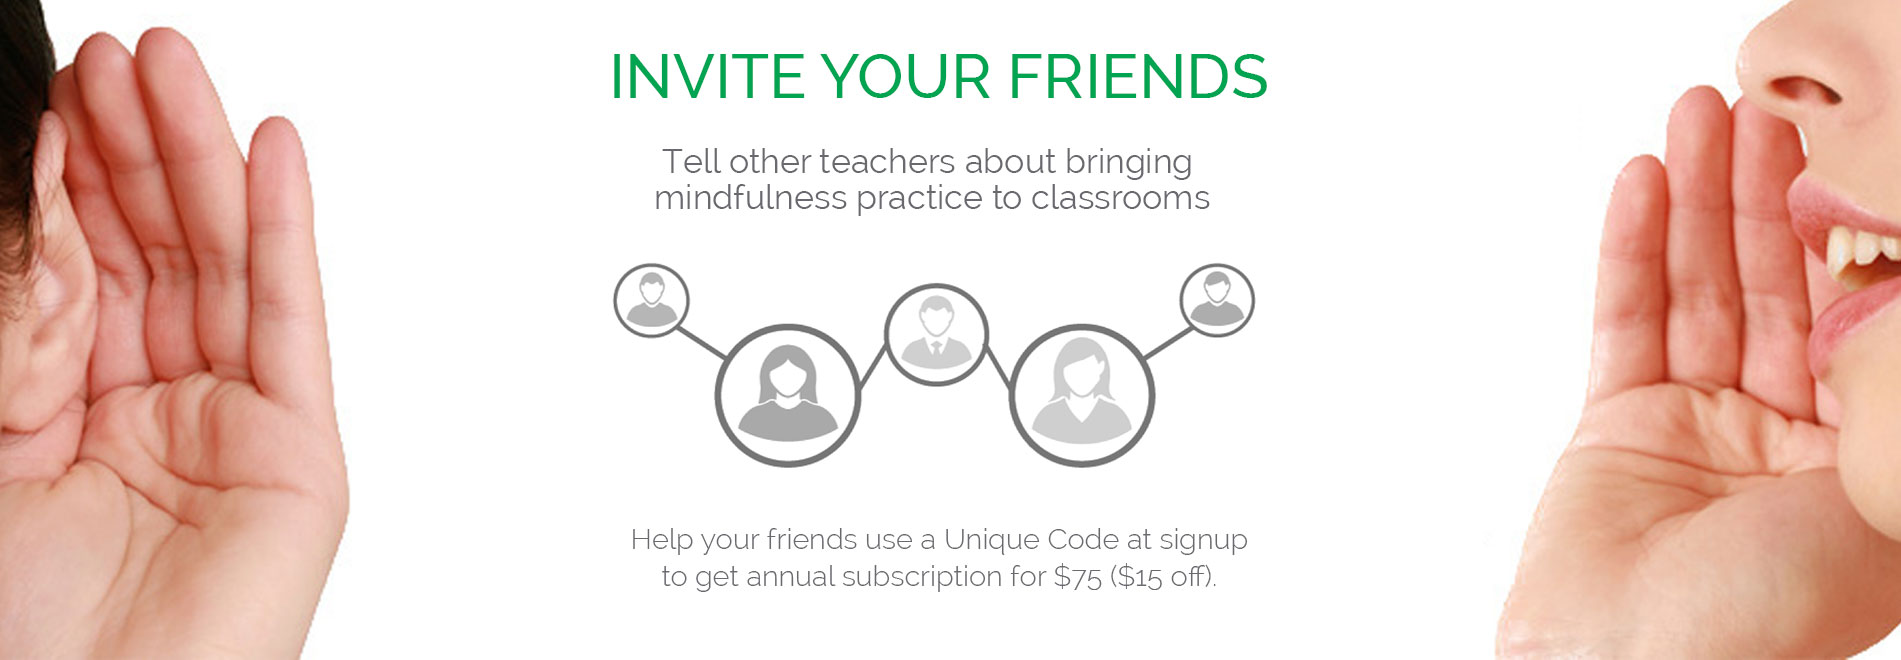 INVITE YOUR FRIENDS
Tell other teachers about bringing
mindfulness practice to classrooms
Help your friends use a Unique Code at signup
to get annual subscription for $75 ($15 off).